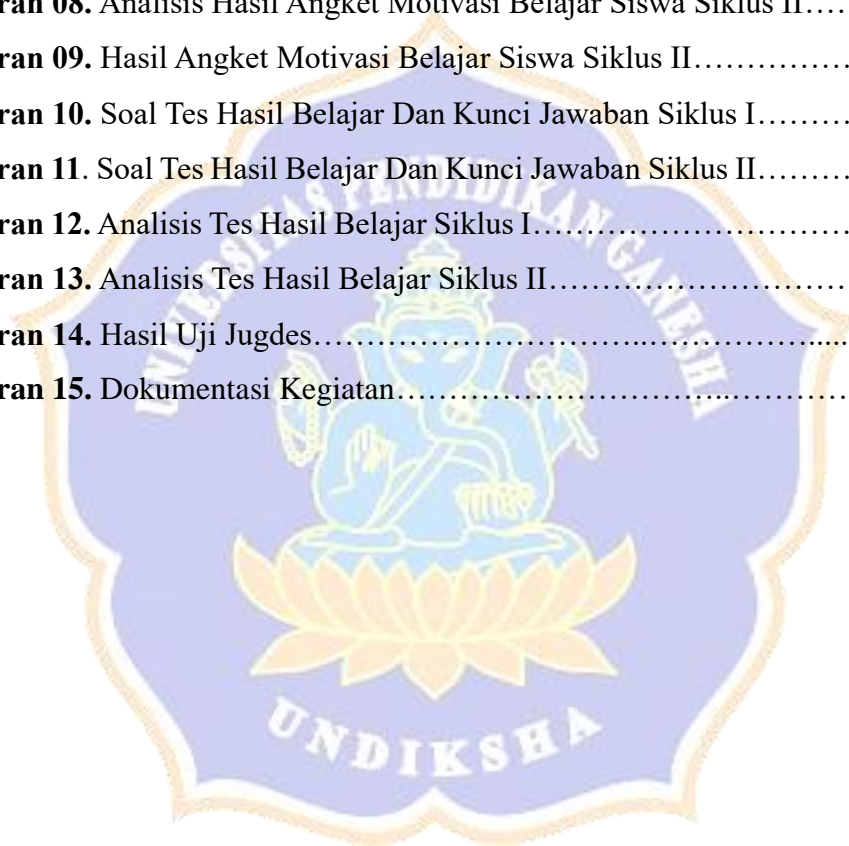 ran 08. Analisis Hasil Angket Motivasi Belajar Siswa Siklus II….
ran 09. Hasil Angket Motivasi Belajar Siswa Siklus II…………….
ran 10. Soal Tes Hasil Belajar Dan Kunci Jawaban Siklus I……….
ran 11. Soal Tes Hasil Belajar Dan Kunci Jawaban Siklus II………
ran 12. Analisis Tes Hasil Belajar Siklus I…………………………….
ran 13. Analisis Tes Hasil Belajar Siklus II…………………………
ran 14. Hasil Uji Jugdes…………………………..…………….....
ran 15. Dokumentasi Kegiatan…………………………..…………
UNIVERSITAS PENDIDIKAN GANESHA
UNDIKSHA